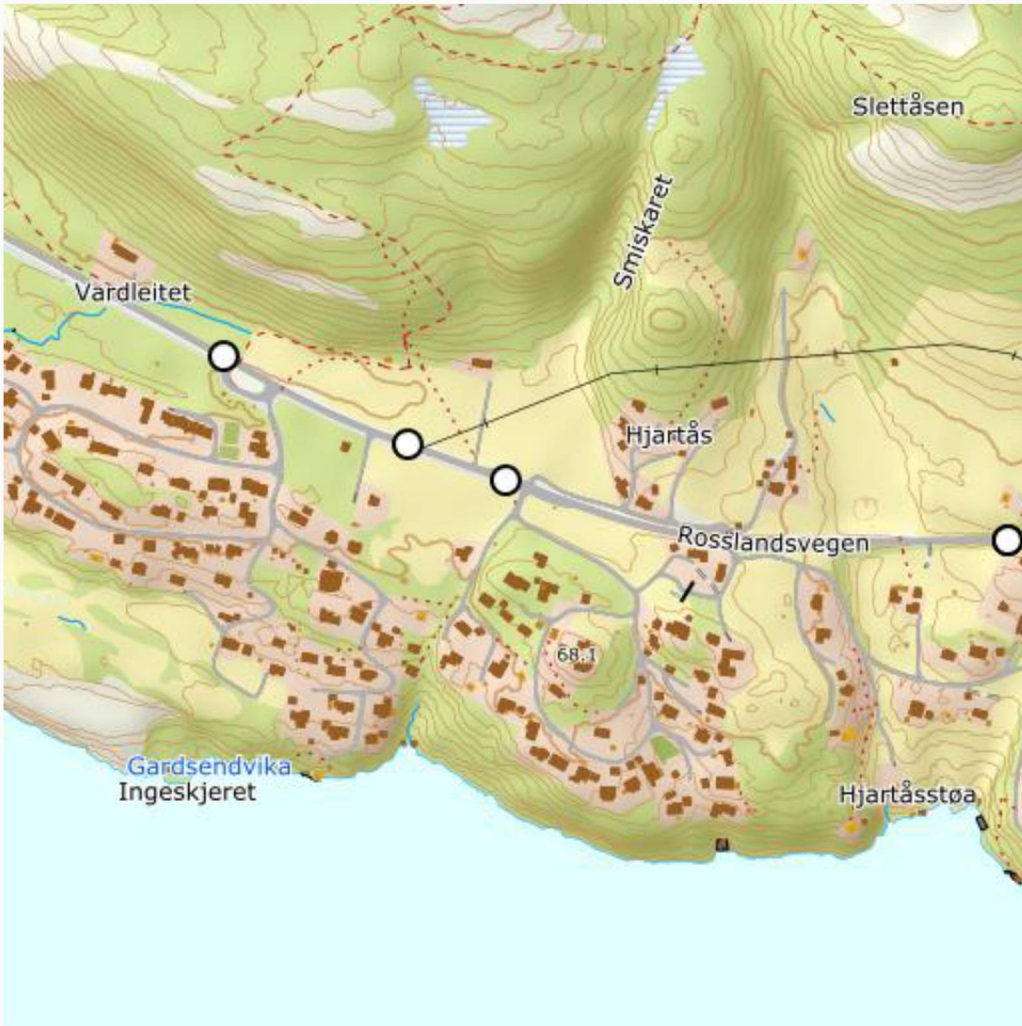 Slettåsen
Smiskaret
Vardleitet
Hjartås
Rosslandsvegen
68.1
Gardsendvika
Ingeskjeret
Hjartåsstøa